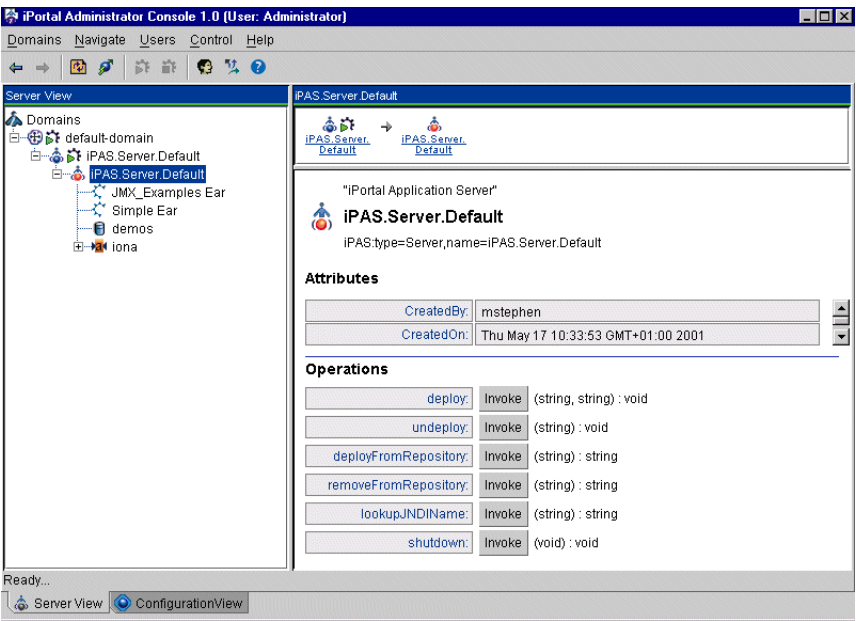 iPortal Administrator Console 1.0 (User: Administrator)
Domains Navigate Users Control Help
Server View
Domains
default-domain
iPAS.Server.Default
iPAS.Server.Default
JMX_Examples Ear
Simple Ear
demos
iona
iPAS.Server.Default
iPAS.Server. iPAS.Server.
Default Default
"iPortal Application Server"
iPAS.Server.Default
iPAS:type=Server,name=iPAS.Server.Default
Attributes
CreatedBy: mstephen
CreatedOn: Thu May 17 10:33:53 GMT+01:00 2001
Operations
deploy: Invoke (string, string) : void
undeploy: Invoke (string) : void
deployFromRepository: Invoke (string) : string
removeFromRepository: Invoke (string) : string
lookupJNDIName: Invoke (string) : string
shutdown: Invoke (void) : void
Ready...
Server View ConfigurationView